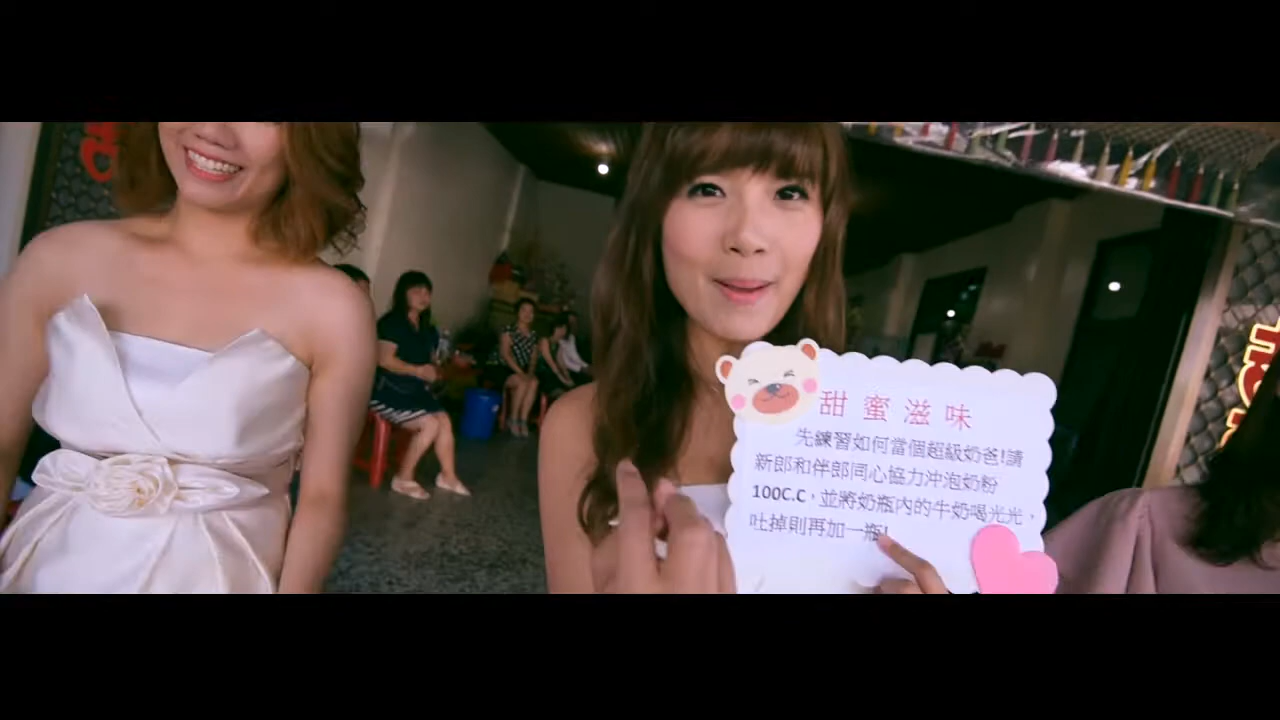 甜蜜滋味
先練習如何當個超級奶爸!請
新郎和伴郎同心協力沖泡奶粉
100C.C，並將奶瓶內的牛奶喝光光，
吐掉則再加一瓶!